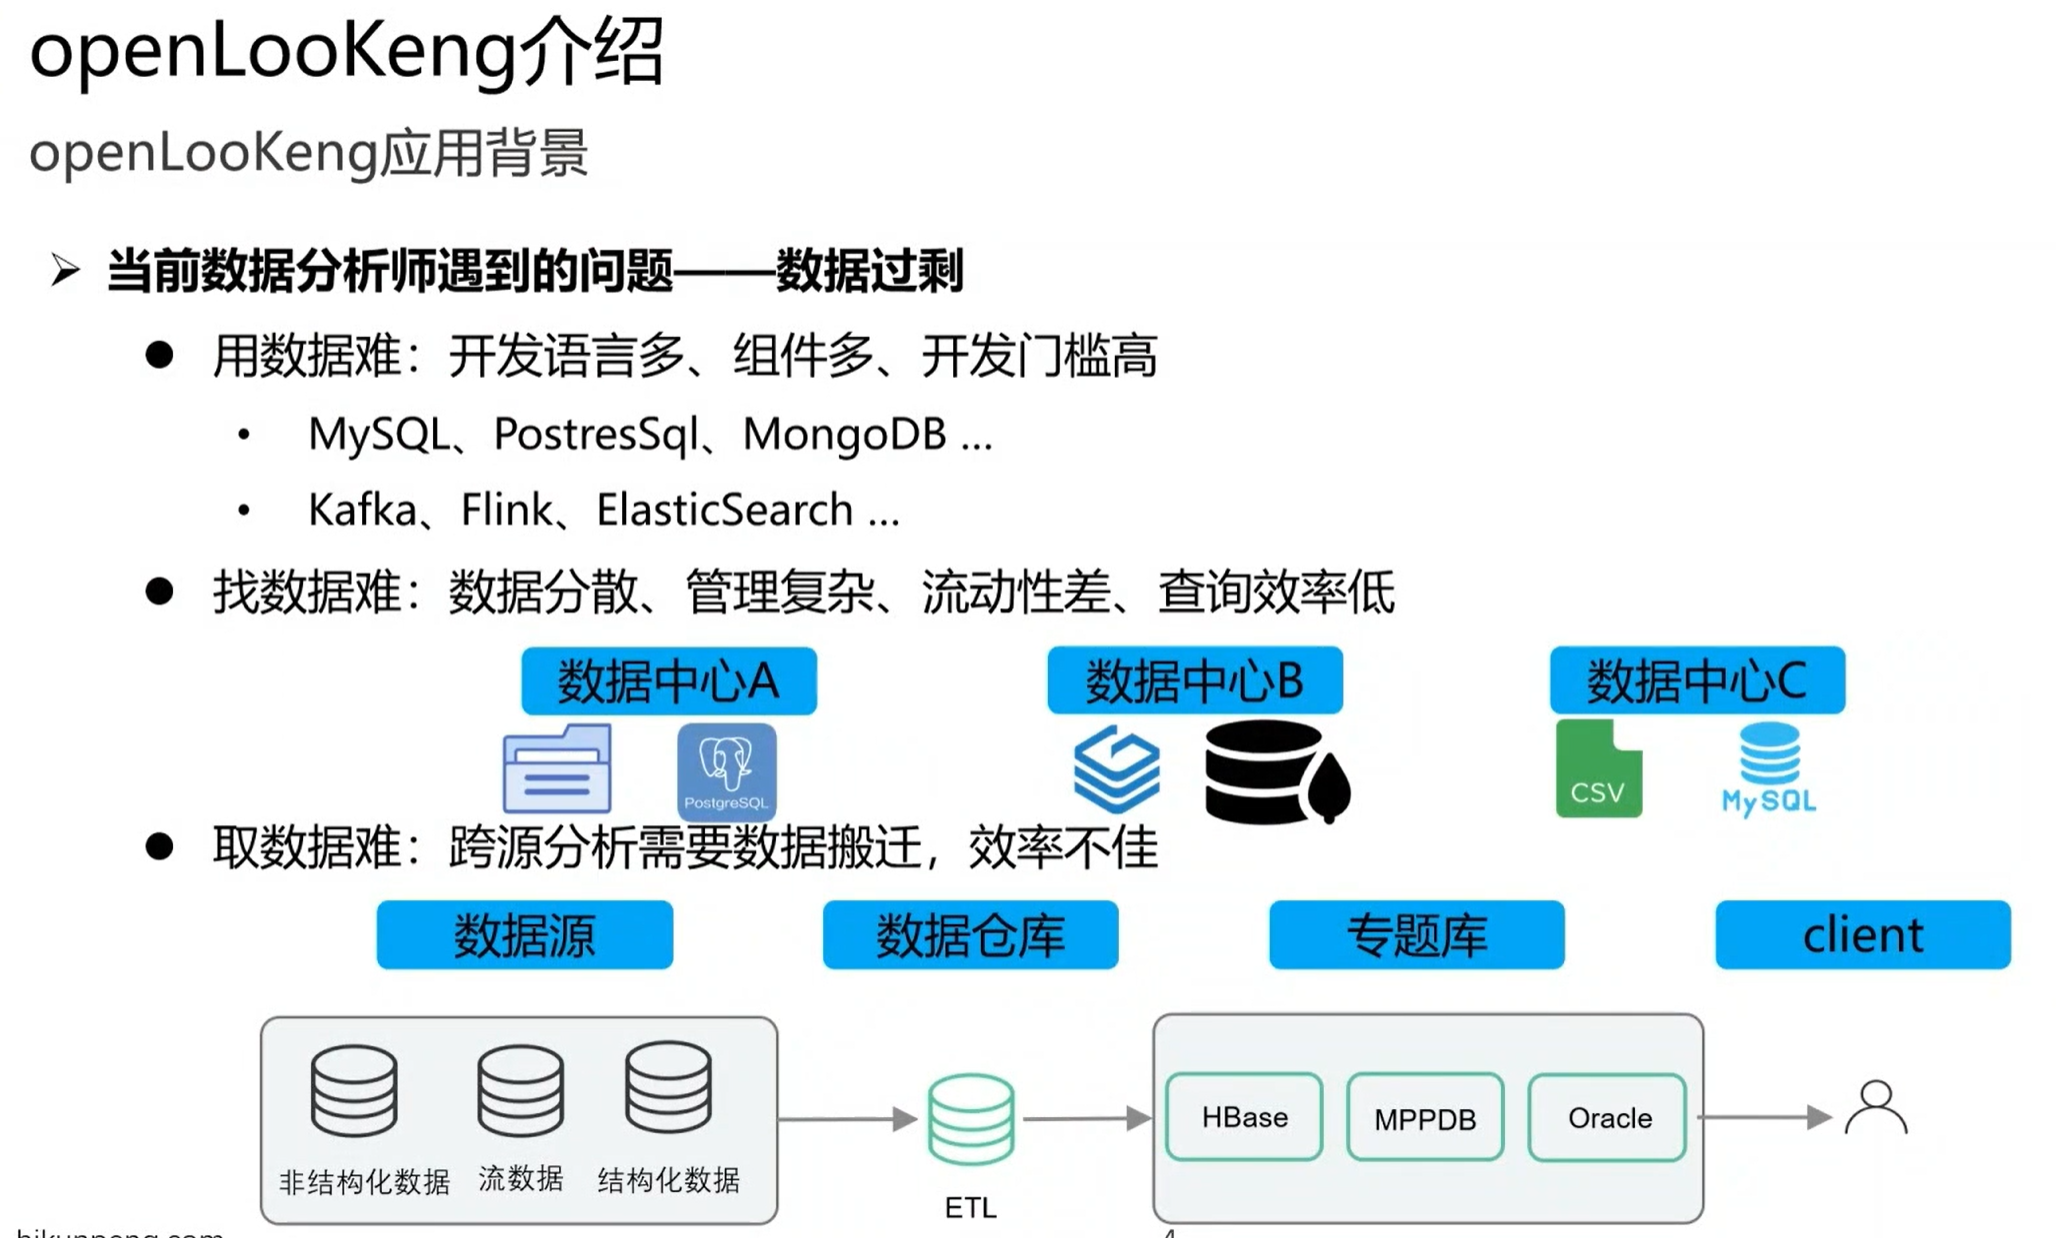 openLooKeng介绍
openLooKeng应用背景
➢ 当前数据分析师遇到的问题——数据过剩
● 用数据难：开发语言多、组件多、开发门槛高
• MySQL、PostresSql、MongoDB ...
• Kafka、Flink、ElasticSearch ...
● 找数据难：数据分散、管理复杂、流动性差、查询效率低
数据中心A 数据中心B 数据中心C
PostgreSQL CSV MySQL
● 取数据难：跨源分析需要数据搬迁，效率不佳
数据源 数据仓库 专题库 client
HBase MPPDB Oracle
非结构化数据 流数据 结构化数据
ETL